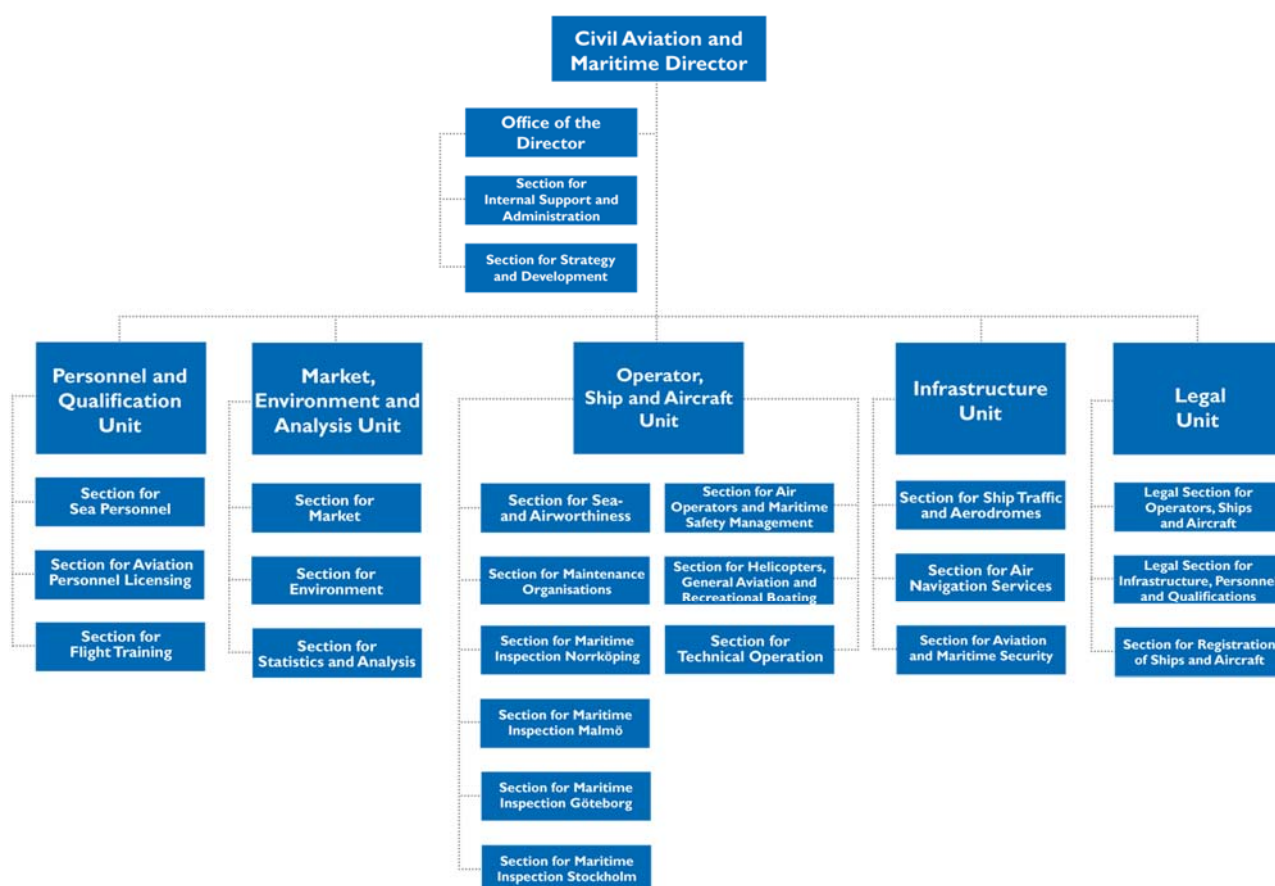 Civil Aviation and
Maritime Director
Office of the
Director
Section for
Internal Support and
Administration
Section for Strategy
and Development
Personnel and
Qualification
Unit
Section for
Sea Personnel
Section for Aviation
Personnel Licensing
Section for
Flight Training
Market,
Environment and
Analysis Unit
Section for
Market
Section for
Environment
Section for
Statistics and Analysis
Operator,
Ship and Aircraft
Unit
Section for Sea-
and Airworthiness
Section for Maintenance
Organisations
Section for Maritime
Inspection Norrköping
Section for Maritime
Inspection Malmö
Section for Maritime
Inspection Göteborg
Section for Maritime
Inspection Stockholm
Section for Air
Operators and Maritime
Safety Management
Section for Helicopters,
General Aviation and
Recreational Boating
Section for
Technical Operation
Infrastructure
Unit
Section for Ship Traffic
and Aerodromes
Section for Air
Navigation Services
Section for Aviation
and Maritime Security
Legal
Unit
Legal Section for
Operators, Ships
and Aircraft
Legal Section for
Infrastructure, Personnel
and Qualifications
Section for Registration
of Ships and Aircraft